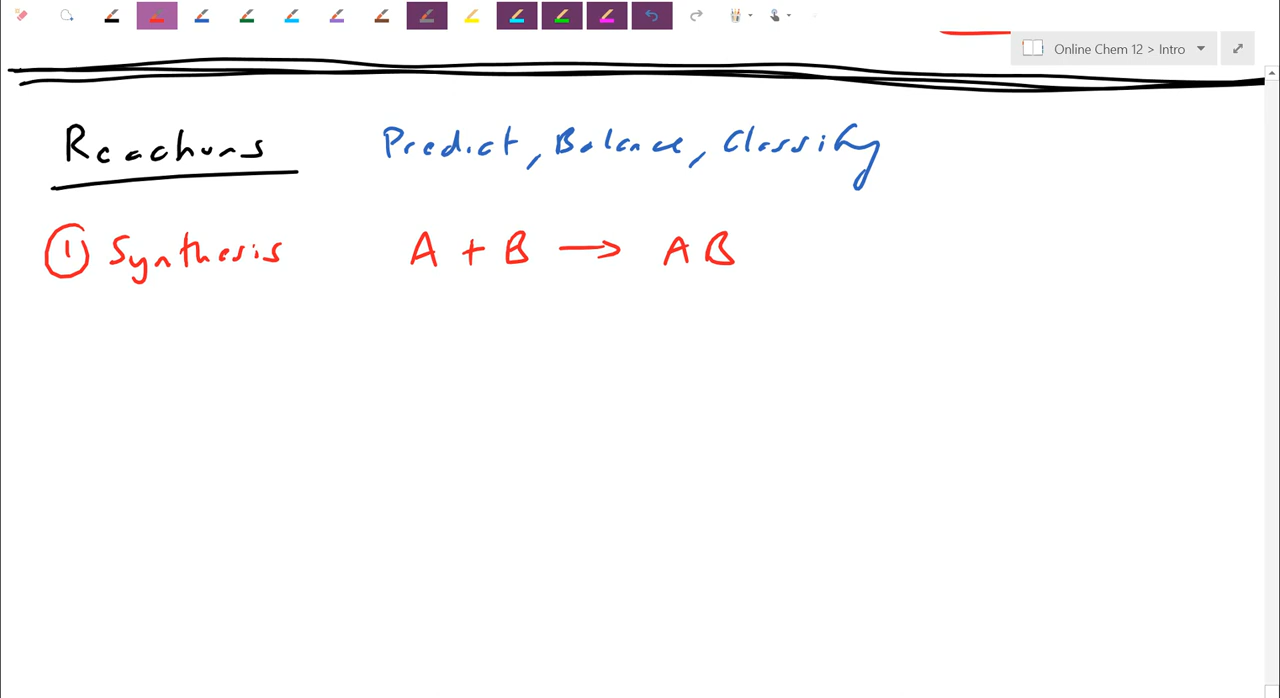 Online Chem 12 > Intro
Reactions Predict, Balance, Classify
① Synthesis A + B → AB